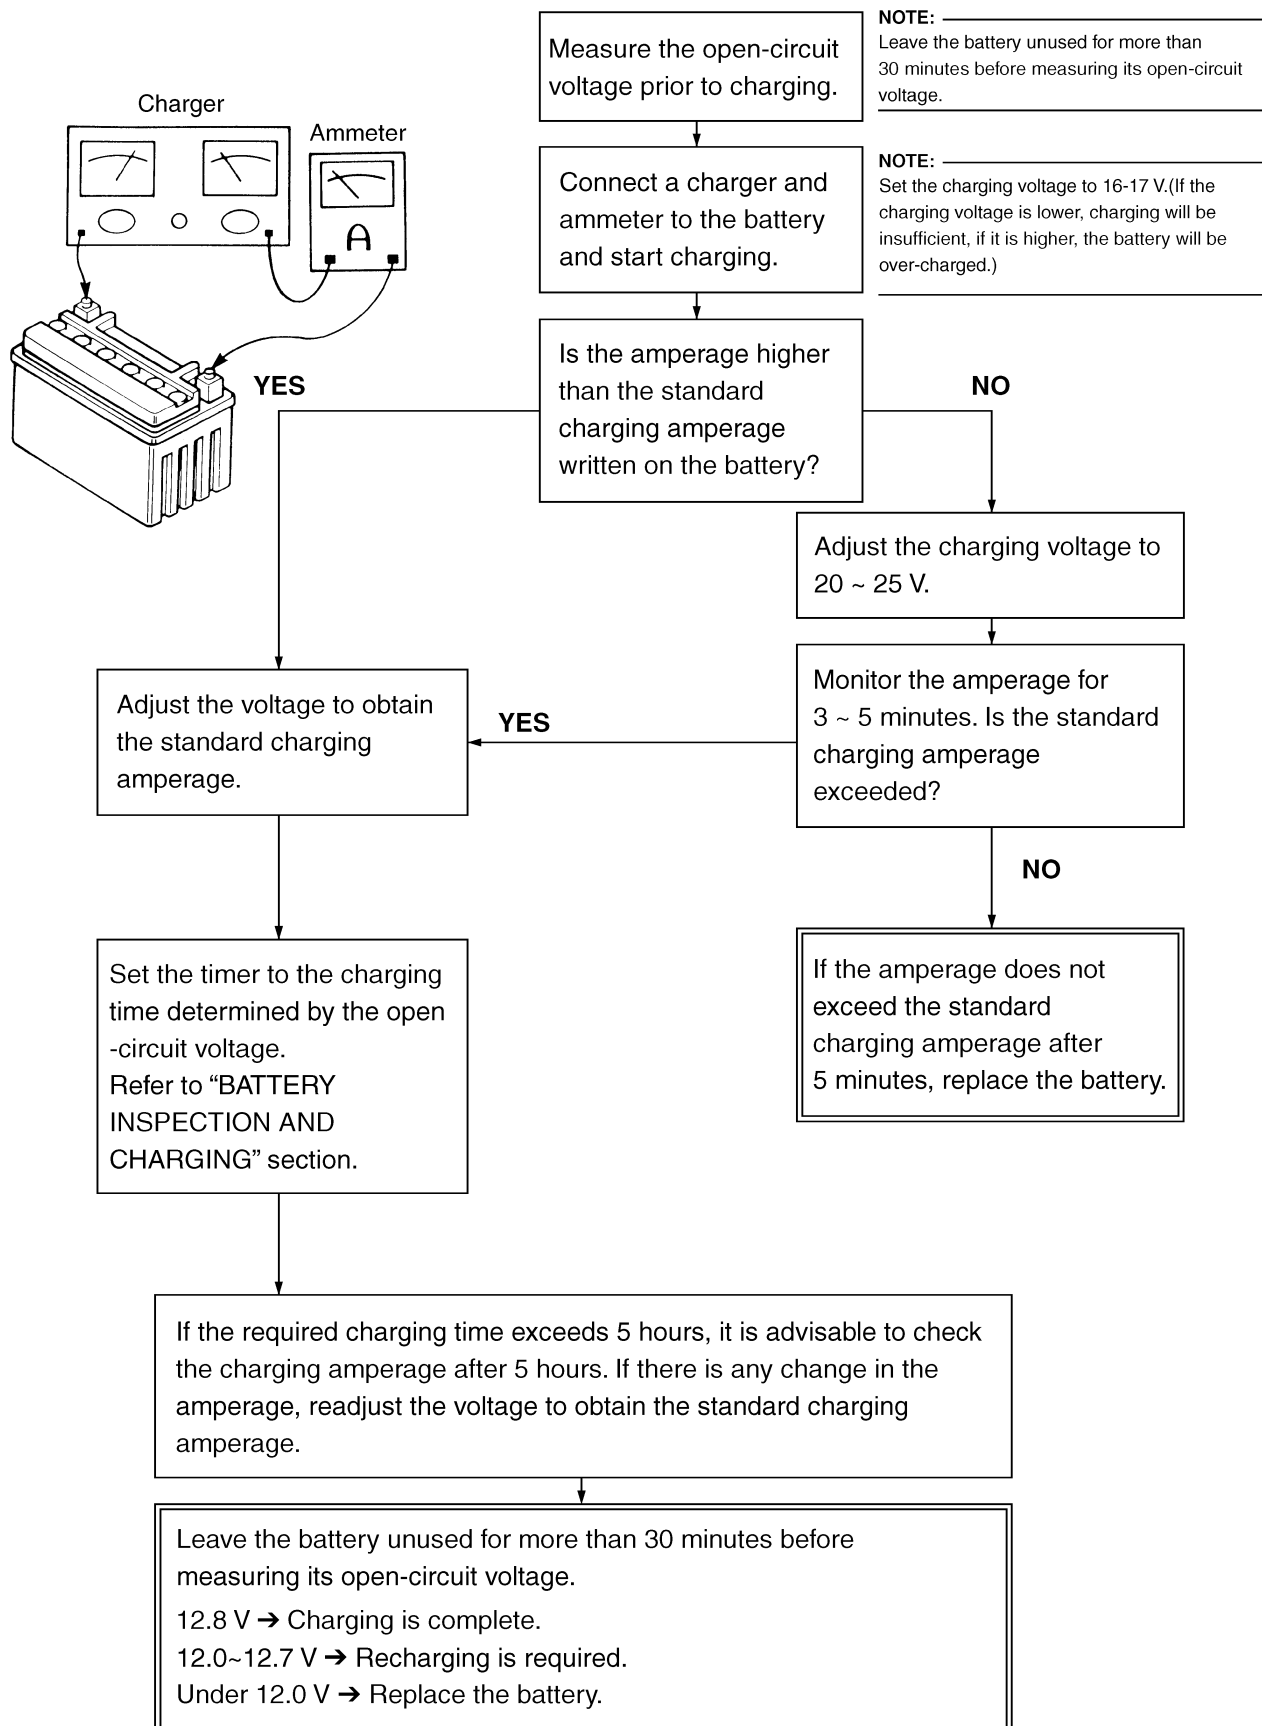 Measure the open-circuit
voltage prior to charging.
NOTE:
Leave the battery unused for more than
30 minutes before measuring its open-circuit
voltage.
Charger
Ammeter
A
Connect a charger and
ammeter to the battery
and start charging.
NOTE:
Set the charging voltage to 16-17 V.(If the
charging voltage is lower, charging will be
insufficient, if it is higher, the battery will be
over-charged.)
Is the amperage higher
than the standard
charging amperage
written on the battery?
YES
NO
Adjust the charging voltage to
20 ~ 25 V.
Monitor the amperage for
3 ~ 5 minutes. Is the standard
charging amperage
exceeded?
YES
Adjust the voltage to obtain
the standard charging
amperage.
NO
If the amperage does not
exceed the standard
charging amperage after
5 minutes, replace the battery.
Set the timer to the charging
time determined by the open
-circuit voltage.
Refer to “BATTERY
INSPECTION AND
CHARGING” section.
If the required charging time exceeds 5 hours, it is advisable to check
the charging amperage after 5 hours. If there is any change in the
amperage, readjust the voltage to obtain the standard charging
amperage.
Leave the battery unused for more than 30 minutes before
measuring its open-circuit voltage.
12.8 V ➔ Charging is complete.
12.0~12.7 V ➔ Recharging is required.
Under 12.0 V ➔ Replace the battery.